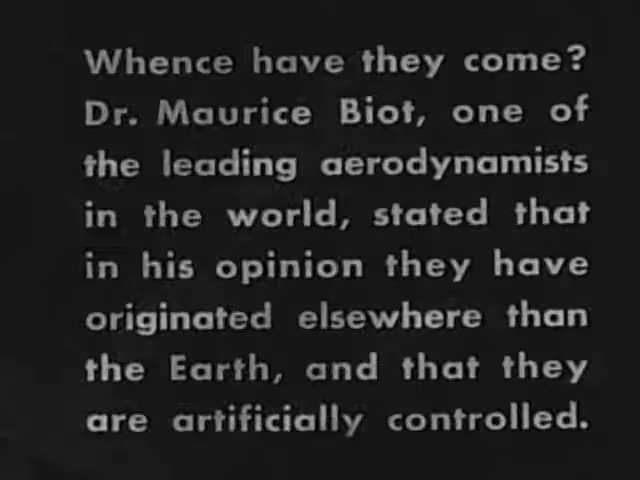 Whence have they come?
Dr. Maurice Biot, one of
the leading aerodynamists
in the world, stated that
in his opinion they have
originated elsewhere than
the Earth, and that they
are artificially controlled.